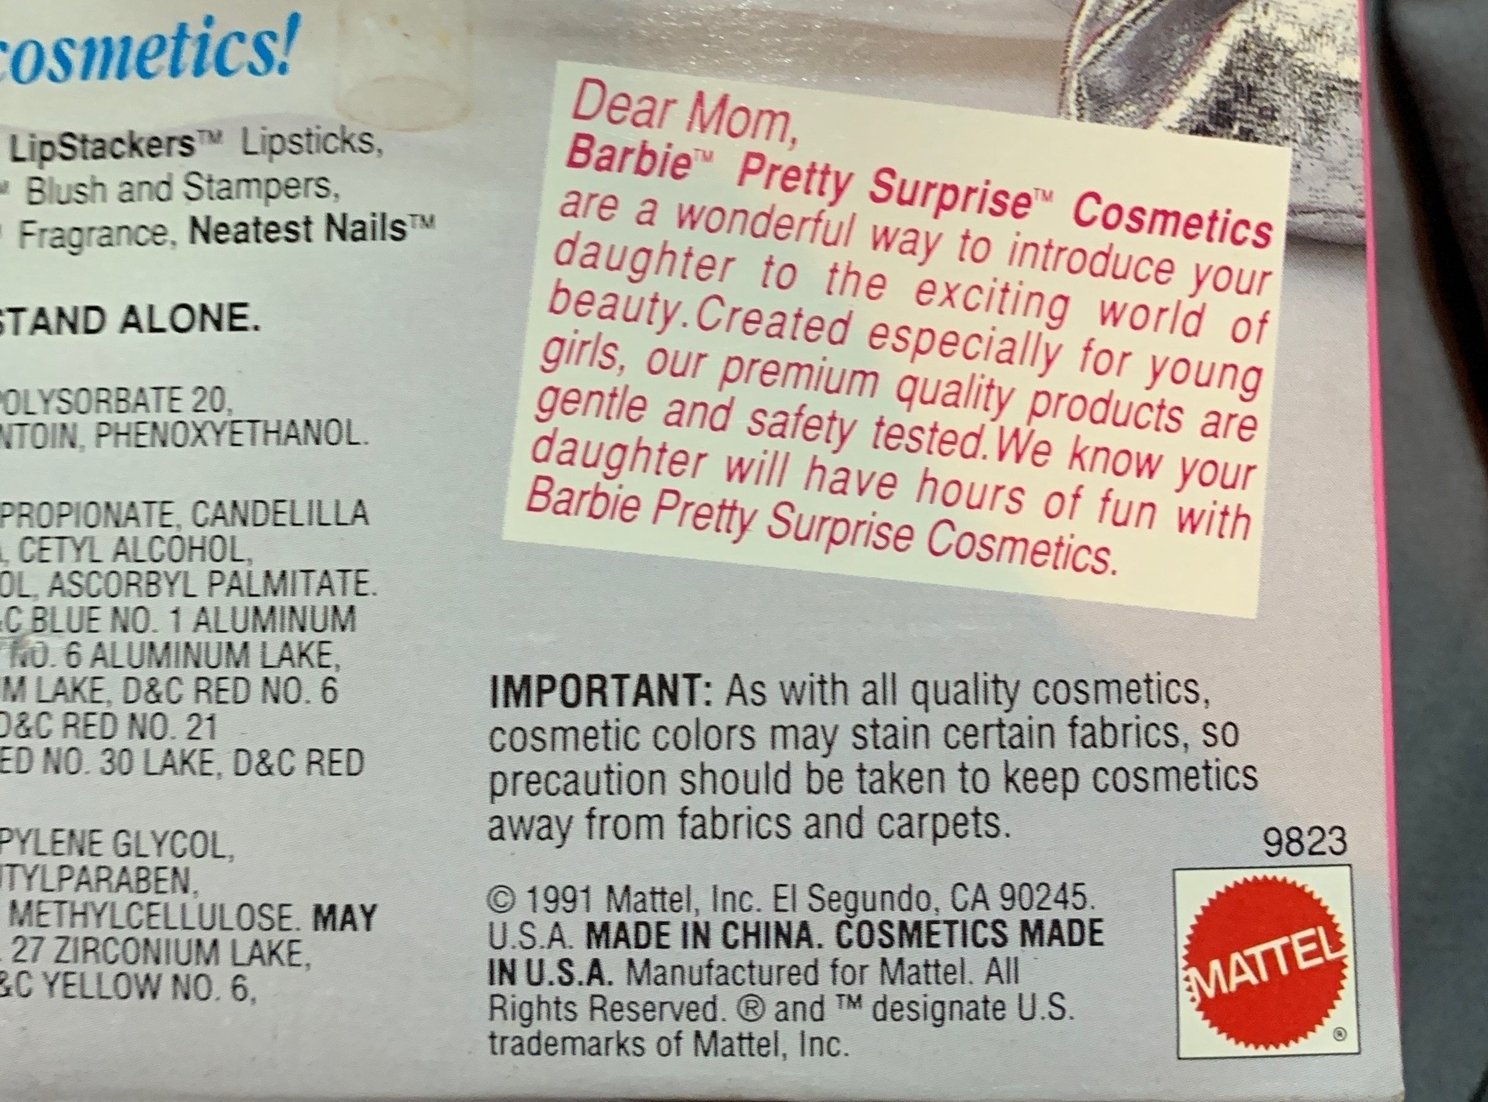 cosmetics!
LipStackers™ Lipsticks,
Blush and Stampers,
Fragrance, Neatest Nails™
STAND ALONE.
POLYSORBATE 20,
NTOIN, PHENOXYETHANOL.
PROPIONATE, CANDELILLA
, CETYL ALCOHOL,
OL, ASCORBYL PALMITATE.
&C BLUE NO. 1 ALUMINUM
NO. 6 ALUMINUM LAKE,
M LAKE, D&C RED NO. 6
D&C RED NO. 21
ED NO. 30 LAKE, D&C RED
PYLENE GLYCOL,
UTYLPARABEN,
METHYLCELLULOSE. MAY
27 ZIRCONIUM LAKE,
&C YELLOW NO. 6,
Dear Mom,
Barbie™ Pretty Surprise™ Cosmetics
are a wonderful way to introduce your
daughter to the exciting world of
beauty. Created especially for young
girls, our premium quality products are
gentle and safety tested. We know your
daughter will have hours of fun with
Barbie Pretty Surprise Cosmetics.
IMPORTANT: As with all quality cosmetics,
cosmetic colors may stain certain fabrics, so
precaution should be taken to keep cosmetics
away from fabrics and carpets.
9823
© 1991 Mattel, Inc. El Segundo, CA 90245.
U.S.A. MADE IN CHINA. COSMETICS MADE
IN U.S.A. Manufactured for Mattel. All
Rights Reserved. ® and ™ designate U.S.
trademarks of Mattel, Inc.
MATTEL
®